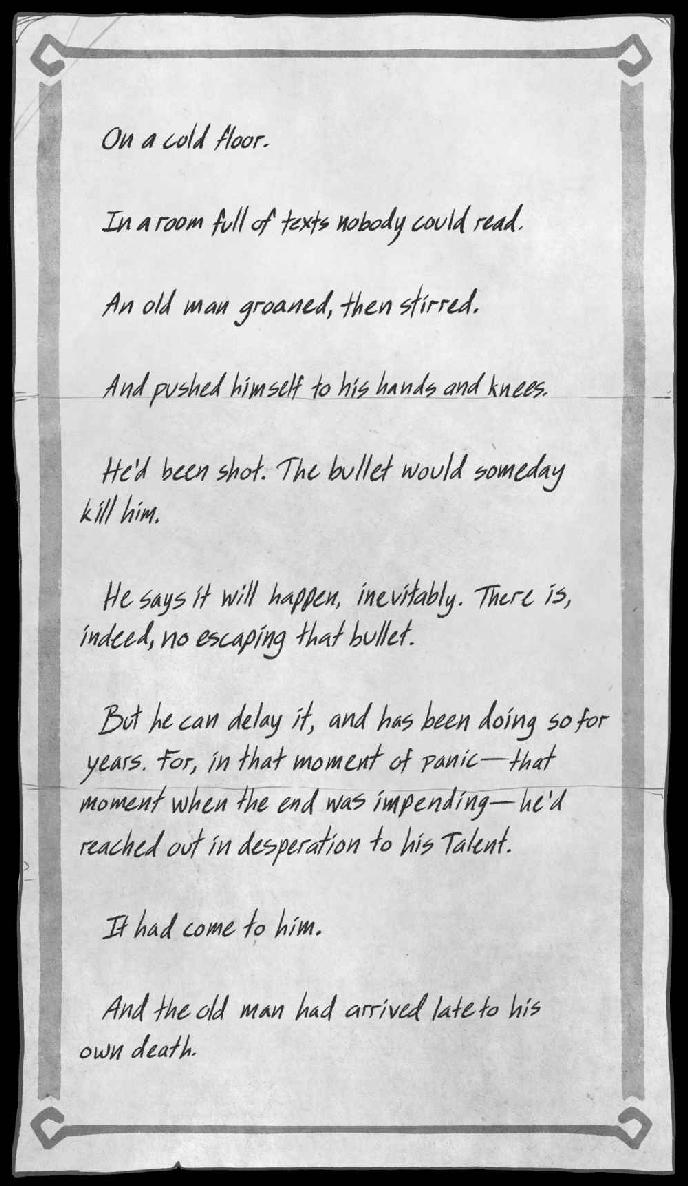 On a cold floor.
In a room full of texts nobody could read.
An old man groaned, then stirred.
And pushed himself to his hands and knees.
He'd been shot. The bullet would someday
kill him.
He says it will happen, inevitably. There is,
indeed, no escaping that bullet.
But he can delay it, and has been doing so for
years. For, in that moment of panic—that
moment when the end was impending—he'd
reached out in desperation to his Talent.
It had come to him.
And the old man had arrived late to his
own death.